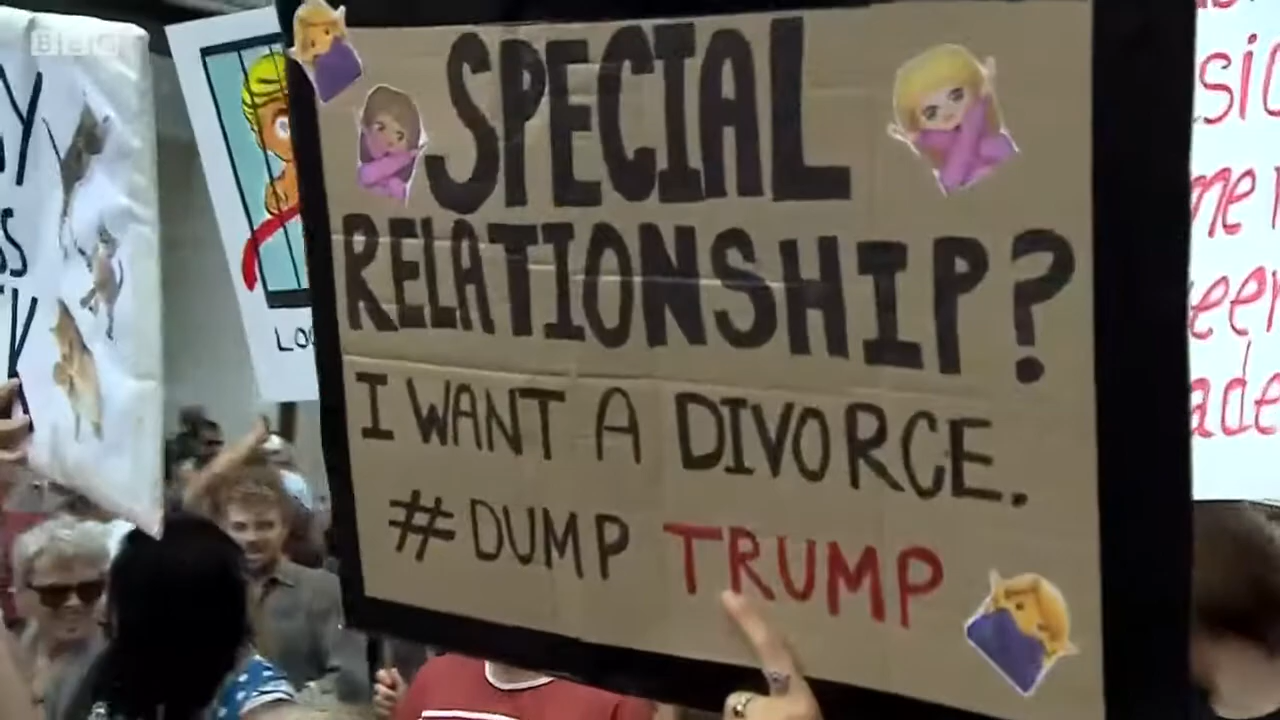 BBC
SPECIAL
RELATIONSHIP?
I WANT A DIVORCE.
#DUMP TRUMP